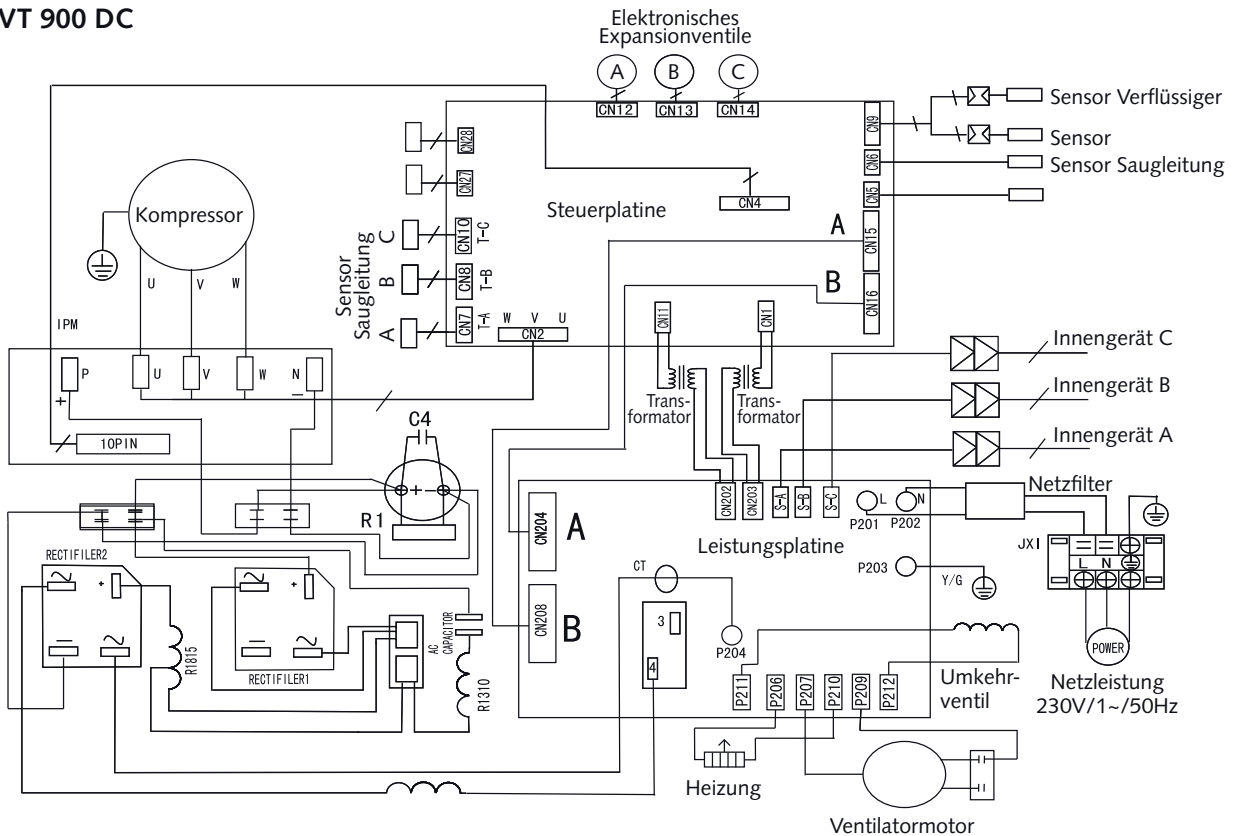 VT 900 DC
Elektronisches
Expansionventile
A
B
C
CN12
CN13
CN14
CN9
Sensor Verflüssiger
Sensor
CN6
Sensor Saugleitung
CN5
CN28
CN27
Steuerplatine
CN4
Kompressor
Sensor
Saugleitung
C
CN10
T-C
B
CN8
T-B
A
CN7
T-A
A
CN15
B
CN16
U
V
W
W
V
U
CN2
CN11
CN1
IPM
P
+
U
V
W
N
−
10PIN
Trans-
formator
Trans-
formator
Innengerät C
Innengerät B
Innengerät A
C4
+
−
R1
CN202
CN203
S-A
S-B
S-C
L
N
P201
P202
Netzfilter
JX1
L
N
POWER
Netzleistung
230V/1~/50Hz
CN204
A
Leistungsplatine
P203
Y/G
CN208
B
CT
3
4
P204
P211
P206
P207
P210
P209
P212
Umkehr-
ventil
RECTIFILER2
+
RECTIFILER1
+
R1815
AC
CAPACITOR
R1310
Heizung
Ventilatormotor